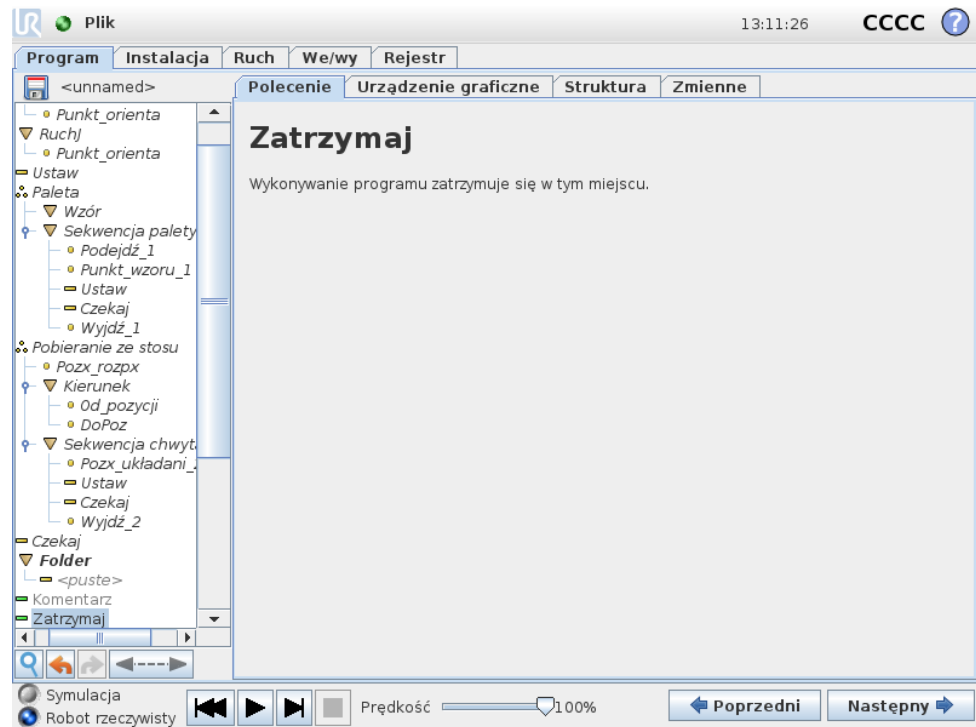 UR Plik 13:11:26 CCCC ?
Program Instalacja Ruch We/wy Rejestr
<unnamed>
Polecenie Urządzenie graficzne Struktura Zmienne
Punkt_orienta
RuchJ
Punkt_orienta
Ustaw
Paleta
Wzór
Sekwencja palety
Podejdź_1
Punkt_wzoru_1
Ustaw
Czekaj
Wyjdź_1
Pobieranie ze stosu
Pozx_rozpx
Kierunek
Od_pozycji
DoPoz
Sekwencja chwyt
Pozx_układani_
Ustaw
Czekaj
Wyjdź_2
Czekaj
Folder
<puste>
Komentarz
Zatrzymaj
Zatrzymaj
Wykonywanie programu zatrzymuje się w tym miejscu.
Symulacja
Robot rzeczywisty
Prędkość 100%
Poprzedni Następny